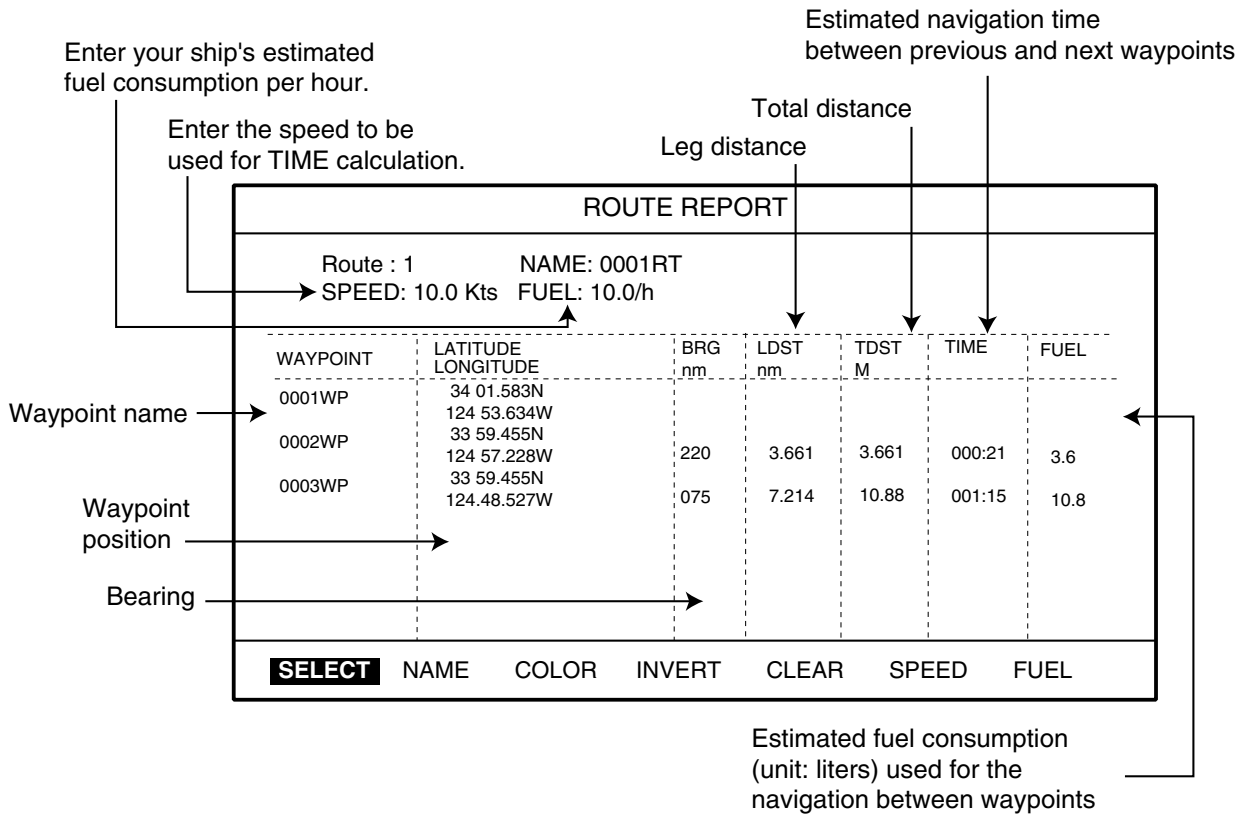 Estimated navigation time
between previous and next waypoints
Enter your ship's estimated
fuel consumption per hour.
Total distance
Enter the speed to be
used for TIME calculation.
Leg distance
ROUTE REPORT
Route : 1 NAME: 0001RT
SPEED: 10.0 Kts FUEL: 10.0/h
WAYPOINT LATITUDE BRG LDST TDST TIME FUEL
LONGITUDE nm nm M
0001WP 34 01.583N
124 53.634W
Waypoint name
0002WP 33 59.455N
124 57.228W 220 3.661 3.661 000:21 3.6
0003WP 33 59.455N
124.48.527W 075 7.214 10.88 001:15 10.8
Waypoint
position
Bearing
SELECT NAME COLOR INVERT CLEAR SPEED FUEL
Estimated fuel consumption
(unit: liters) used for the
navigation between waypoints